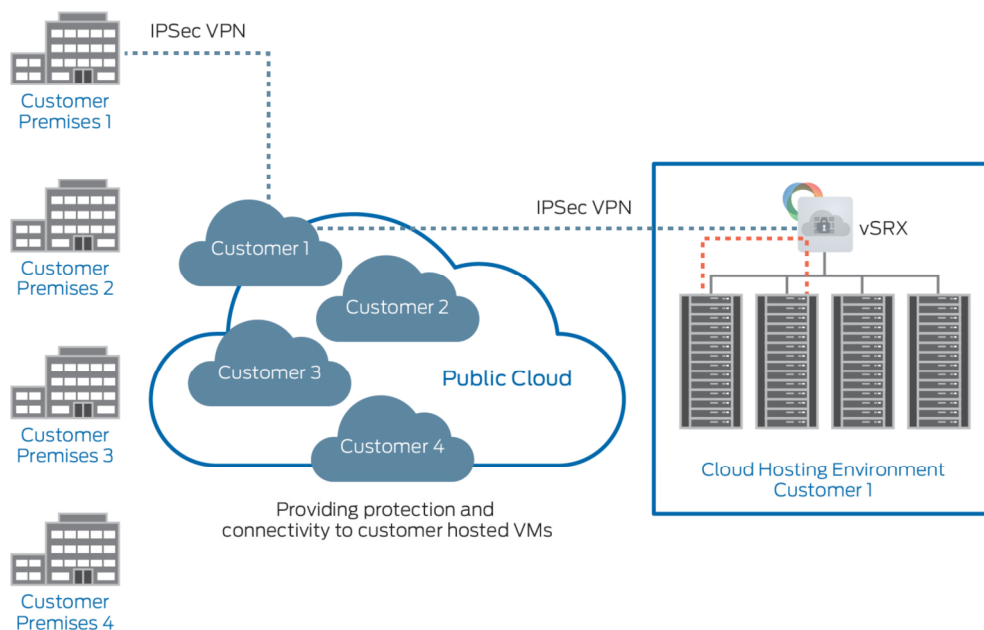 IPSec VPN
Customer
Premises 1
Customer
Premises 2
Customer
Premises 3
Customer
Premises 4
Customer 1
Customer 2
Customer 3
Public Cloud
Customer 4
Providing protection and
connectivity to customer hosted VMs
IPSec VPN
vSRX
Cloud Hosting Environment
Customer 1